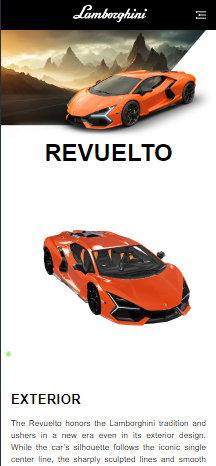 Lamborghini
REVUELTO
EXTERIOR
The Revuelto honors the Lamborghini tradition and
ushers in a new era even in its exterior design.
While the car's silhouette follows the iconic single
center line, the sharply sculpted lines and smooth